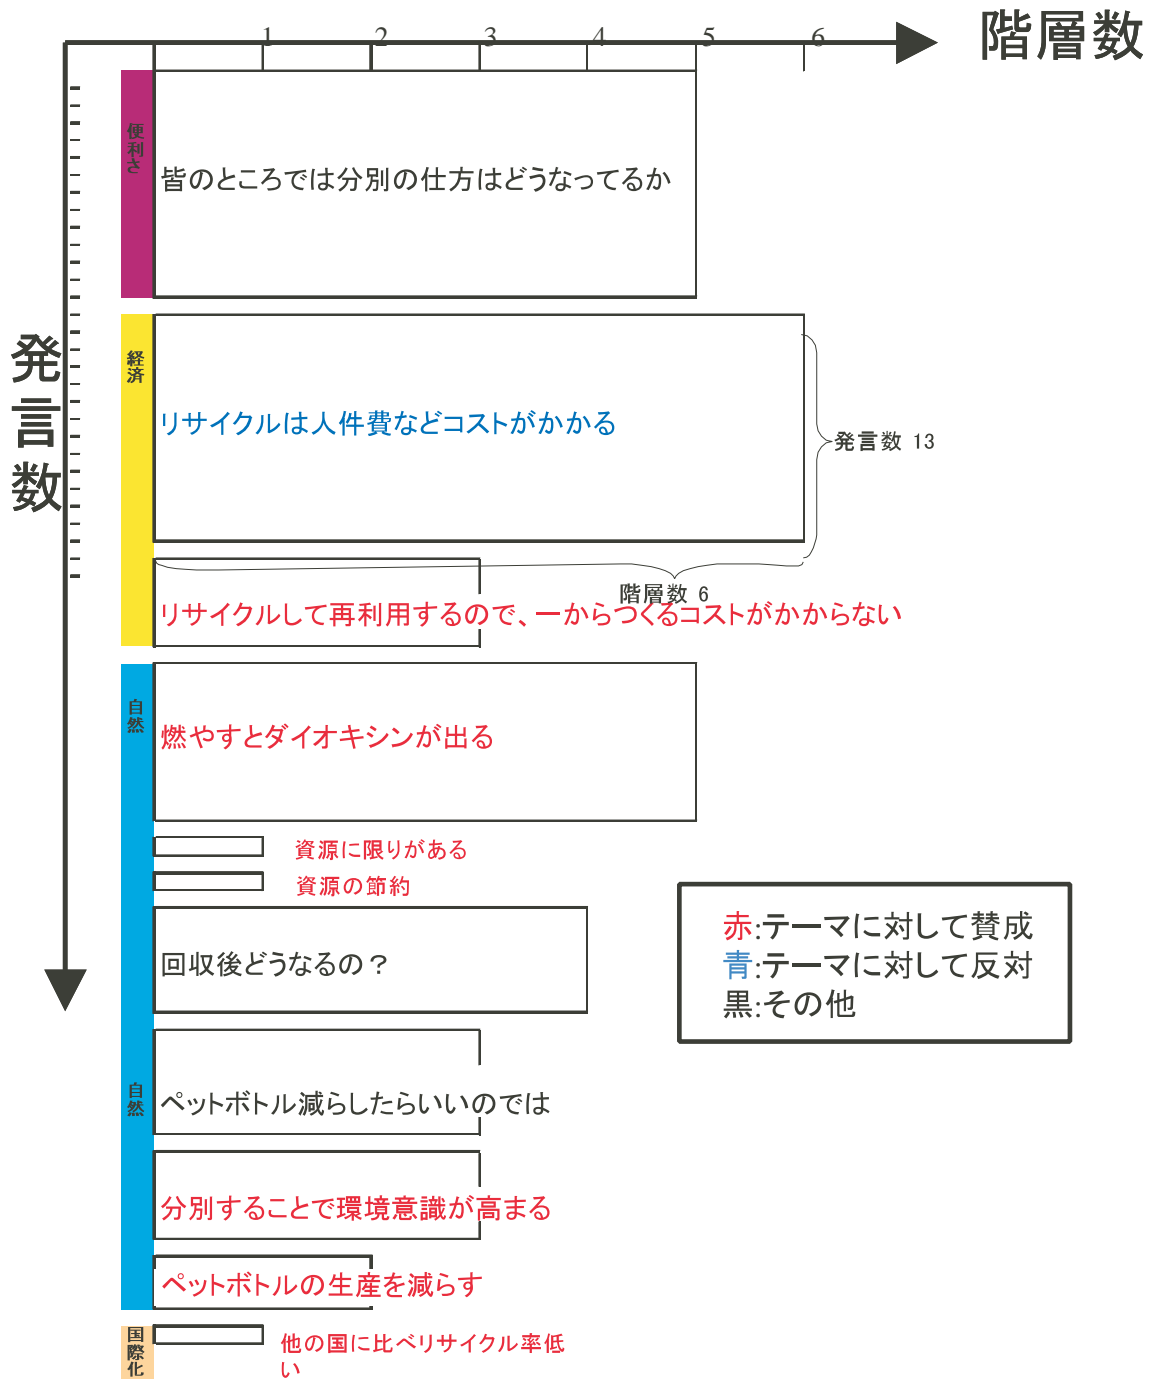 階層数
1 2 3 4 5 6
発言数
便利さ
皆のところでは分別の仕方はどうなってるか
経済
リサイクルは人件費などコストがかかる
発言数 13
階層数 6
リサイクルして再利用するので、一からつくるコストがかからない
自然
燃やすとダイオキシンが出る
資源に限りがある
資源の節約
回収後どうなるの？
赤:テーマに対して賛成
青:テーマに対して反対
黒:その他
自然
ペットボトル減らしたらいいのでは
分別することで環境意識が高まる
ペットボトルの生産を減らす
国際化
他の国に比べリサイクル率低
い